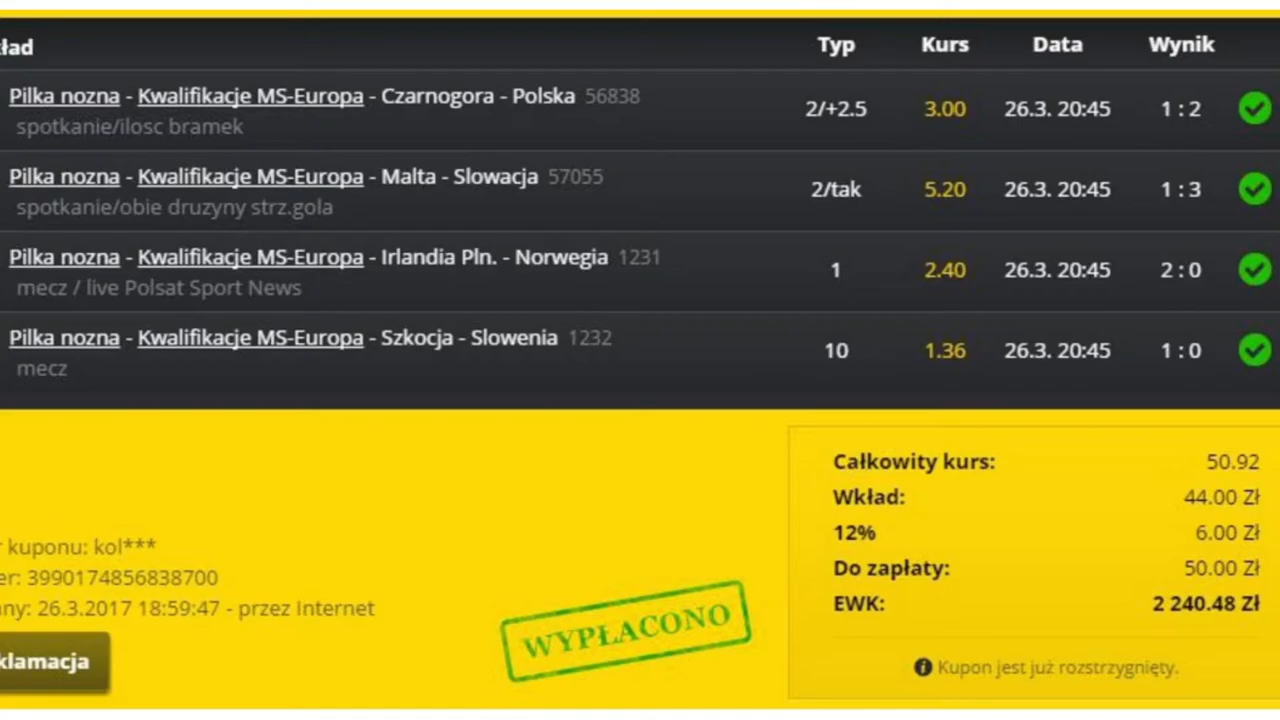 ład Typ Kurs Data Wynik
Pilka nozna - Kwalifikacje MS-Europa - Czarnogora - Polska 56838 2/+2.5 3.00 26.3. 20:45 1 : 2
spotkanie/ilosc bramek
Pilka nozna - Kwalifikacje MS-Europa - Malta - Slowacja 57055 2/tak 5.20 26.3. 20:45 1 : 3
spotkanie/obie druzyny strz.gola
Pilka nozna - Kwalifikacje MS-Europa - Irlandia Pln. - Norwegia 1231 1 2.40 26.3. 20:45 2 : 0
mecz / live Polsat Sport News
Pilka nozna - Kwalifikacje MS-Europa - Szkocja - Slowenia 1232 10 1.36 26.3. 20:45 1 : 0
mecz
Całkowity kurs: 50.92
Wkład: 44.00 Zł
12% 6.00 Zł
Do zapłaty: 50.00 Zł
EWK: 2 240.48 Zł
Kupon jest już rozstrzygnięty.
r kuponu: kol***
er: 3990174856838700
any: 26.3.2017 18:59:47 - przez Internet
WYPŁACONO
klamacja